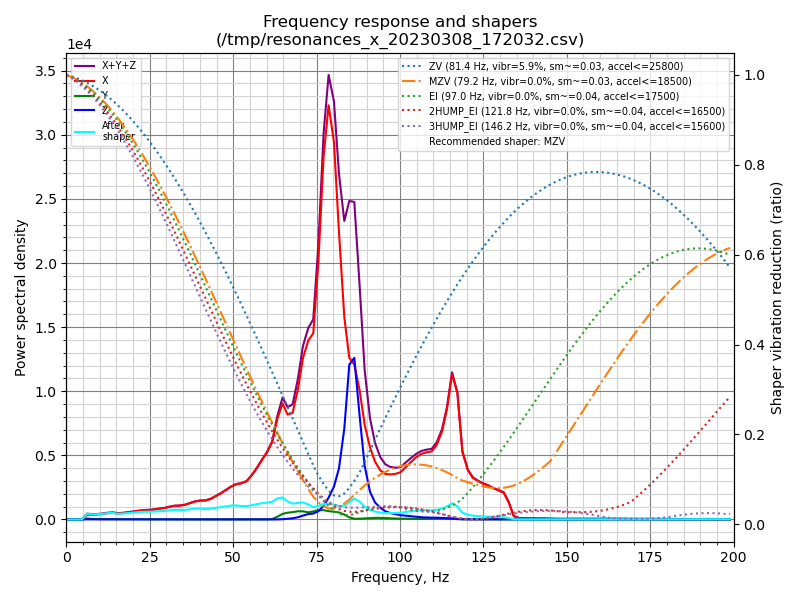 Frequency response and shapers
(/tmp/resonances_x_20230308_172032.csv)
1e4
X+Y+Z
X
Y
Z
After
shaper
ZV (81.4 Hz, vibr=5.9%, sm~=0.03, accel<=25800)
MZV (79.2 Hz, vibr=0.0%, sm~=0.03, accel<=18500)
EI (97.0 Hz, vibr=0.0%, sm~=0.04, accel<=17500)
2HUMP_EI (121.8 Hz, vibr=0.0%, sm~=0.04, accel<=16500)
3HUMP_EI (146.2 Hz, vibr=0.0%, sm~=0.04, accel<=15600)
Recommended shaper: MZV
Power spectral density
3.5
3.0
2.5
2.0
1.5
1.0
0.5
0.0
1.0
0.8
0.6
0.4
0.2
0.0
Shaper vibration reduction (ratio)
0 25 50 75 100 125 150 175 200
Frequency, Hz